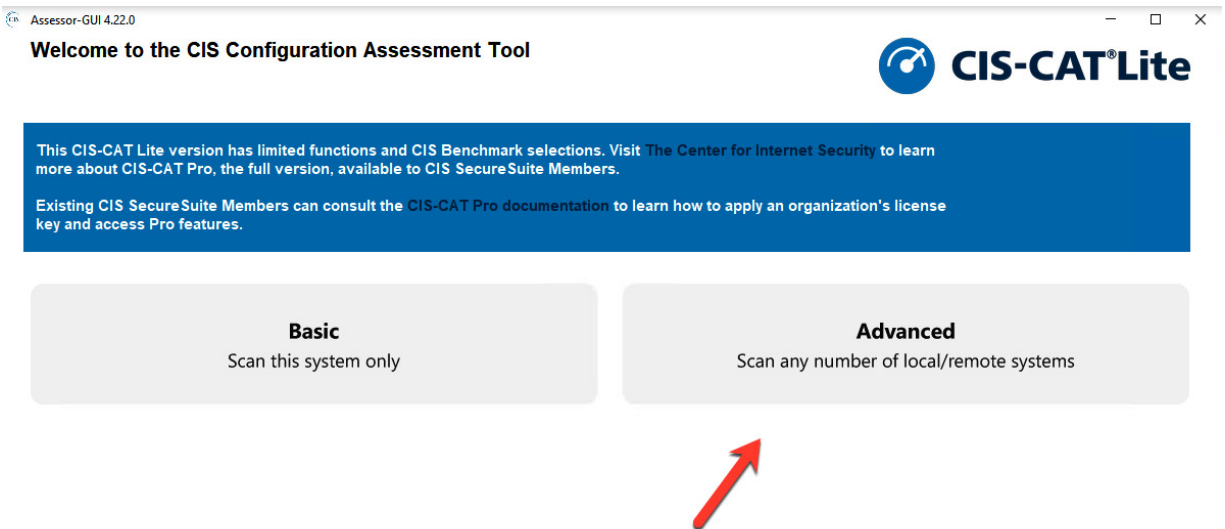 Assessor-GUI 4.22.0
Welcome to the CIS Configuration Assessment Tool
CIS-CAT®Lite
This CIS-CAT Lite version has limited functions and CIS Benchmark selections. Visit The Center for Internet Security to learn
more about CIS-CAT Pro, the full version, available to CIS SecureSuite Members.
Existing CIS SecureSuite Members can consult the CIS-CAT Pro documentation to learn how to apply an organization's license
key and access Pro features.
Basic
Scan this system only
Advanced
Scan any number of local/remote systems